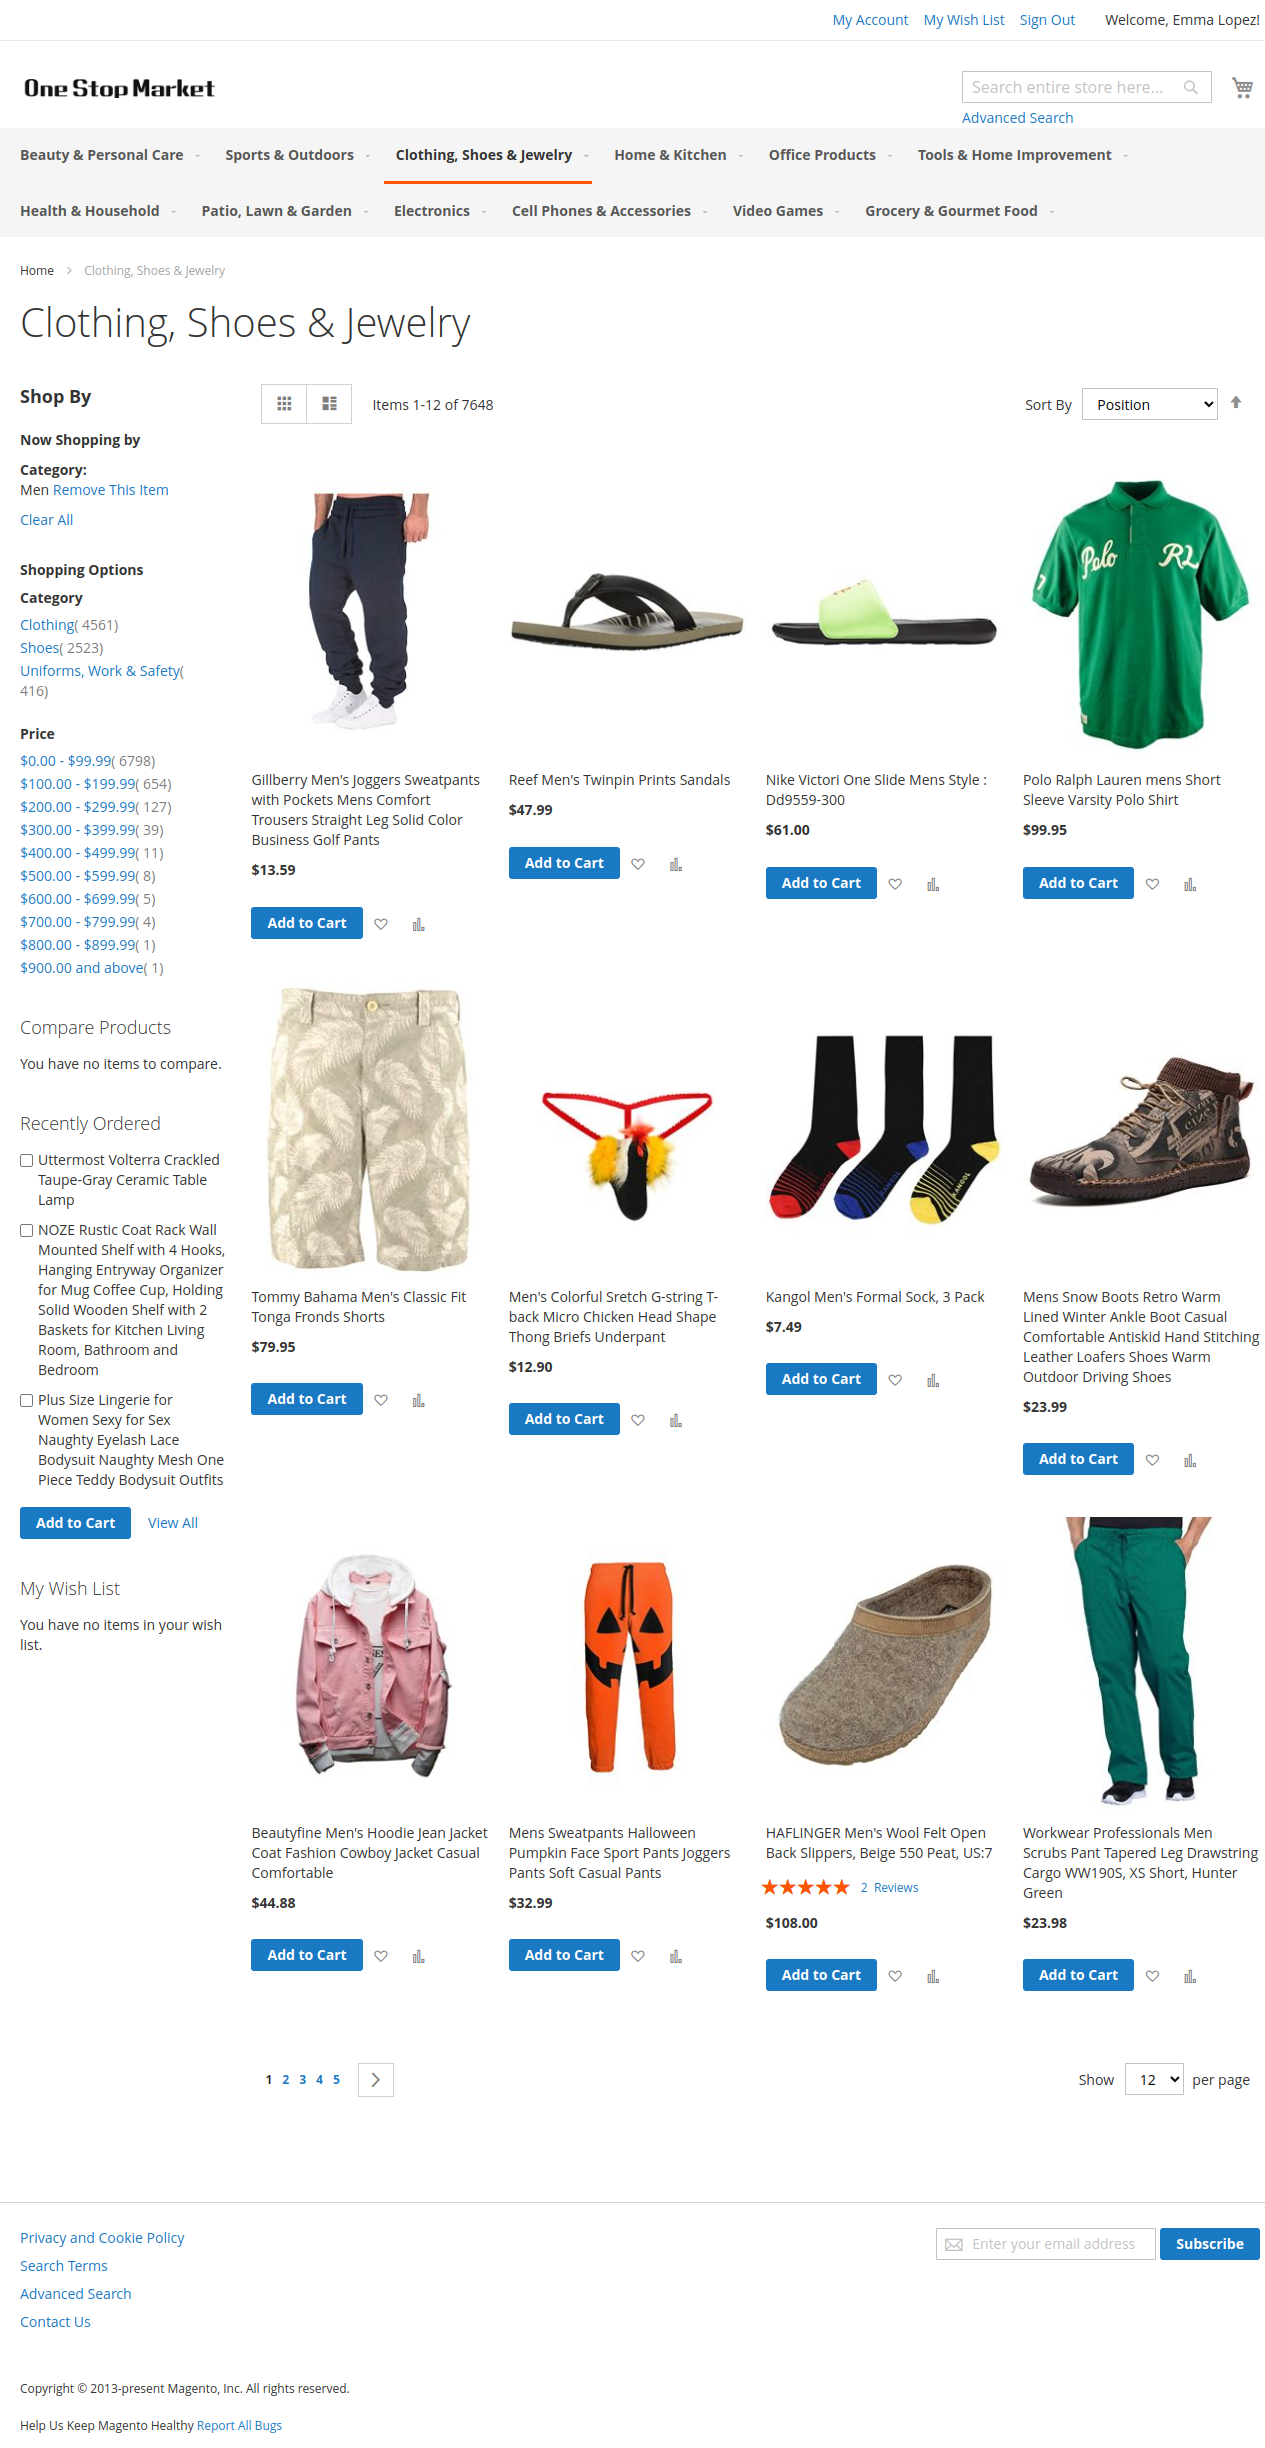 My Account My Wish List Sign Out Welcome, Emma Lopez!
One Stop Market
Search entire store here...
Advanced Search
Beauty & Personal Care Sports & Outdoors Clothing, Shoes & Jewelry Home & Kitchen Office Products Tools & Home Improvement
Health & Household Patio, Lawn & Garden Electronics Cell Phones & Accessories Video Games Grocery & Gourmet Food
Home Clothing, Shoes & Jewelry
Clothing, Shoes & Jewelry
Shop By
Now Shopping by
Category:
Men Remove This Item
Clear All
Shopping Options
Category
Clothing( 4561)
Shoes( 2523)
Uniforms, Work & Safety(
416)
Price
$0.00 - $99.99( 6798)
$100.00 - $199.99( 654)
$200.00 - $299.99( 127)
$300.00 - $399.99( 39)
$400.00 - $499.99( 11)
$500.00 - $599.99( 8)
$600.00 - $699.99( 5)
$700.00 - $799.99( 4)
$800.00 - $899.99( 1)
$900.00 and above( 1)
Compare Products
You have no items to compare.
Recently Ordered
Uttermost Volterra Crackled
Taupe-Gray Ceramic Table
Lamp
NOZE Rustic Coat Rack Wall
Mounted Shelf with 4 Hooks,
Hanging Entryway Organizer
for Mug Coffee Cup, Holding
Solid Wooden Shelf with 2
Baskets for Kitchen Living
Room, Bathroom and
Bedroom
Plus Size Lingerie for
Women Sexy for Sex
Naughty Eyelash Lace
Bodysuit Naughty Mesh One
Piece Teddy Bodysuit Outfits
Add to Cart View All
My Wish List
You have no items in your wish
list.
Items 1-12 of 7648
Sort By Position
Polo RL
7
Gillberry Men's Joggers Sweatpants
with Pockets Mens Comfort
Trousers Straight Leg Solid Color
Business Golf Pants
$13.59
Add to Cart
Reef Men's Twinpin Prints Sandals
$47.99
Add to Cart
Nike Victori One Slide Mens Style :
Dd9559-300
$61.00
Add to Cart
Polo Ralph Lauren mens Short
Sleeve Varsity Polo Shirt
$99.95
Add to Cart
KANGOL KANGOL KANGOL
Tommy Bahama Men's Classic Fit
Tonga Fronds Shorts
$79.95
Add to Cart
Men's Colorful Sretch G-string T-
back Micro Chicken Head Shape
Thong Briefs Underpant
$12.90
Add to Cart
Kangol Men's Formal Sock, 3 Pack
$7.49
Add to Cart
Mens Snow Boots Retro Warm
Lined Winter Ankle Boot Casual
Comfortable Antiskid Hand Stitching
Leather Loafers Shoes Warm
Outdoor Driving Shoes
$23.99
Add to Cart
Beautyfine Men's Hoodie Jean Jacket
Coat Fashion Cowboy Jacket Casual
Comfortable
$44.88
Add to Cart
Mens Sweatpants Halloween
Pumpkin Face Sport Pants Joggers
Pants Soft Casual Pants
$32.99
Add to Cart
HAFLINGER Men's Wool Felt Open
Back Slippers, Beige 550 Peat, US:7
2 Reviews
$108.00
Add to Cart
Workwear Professionals Men
Scrubs Pant Tapered Leg Drawstring
Cargo WW190S, XS Short, Hunter
Green
$23.98
Add to Cart
1 2 3 4 5
Show 12 per page
Privacy and Cookie Policy
Search Terms
Advanced Search
Contact Us
Enter your email address Subscribe
Copyright © 2013-present Magento, Inc. All rights reserved.
Help Us Keep Magento Healthy Report All Bugs